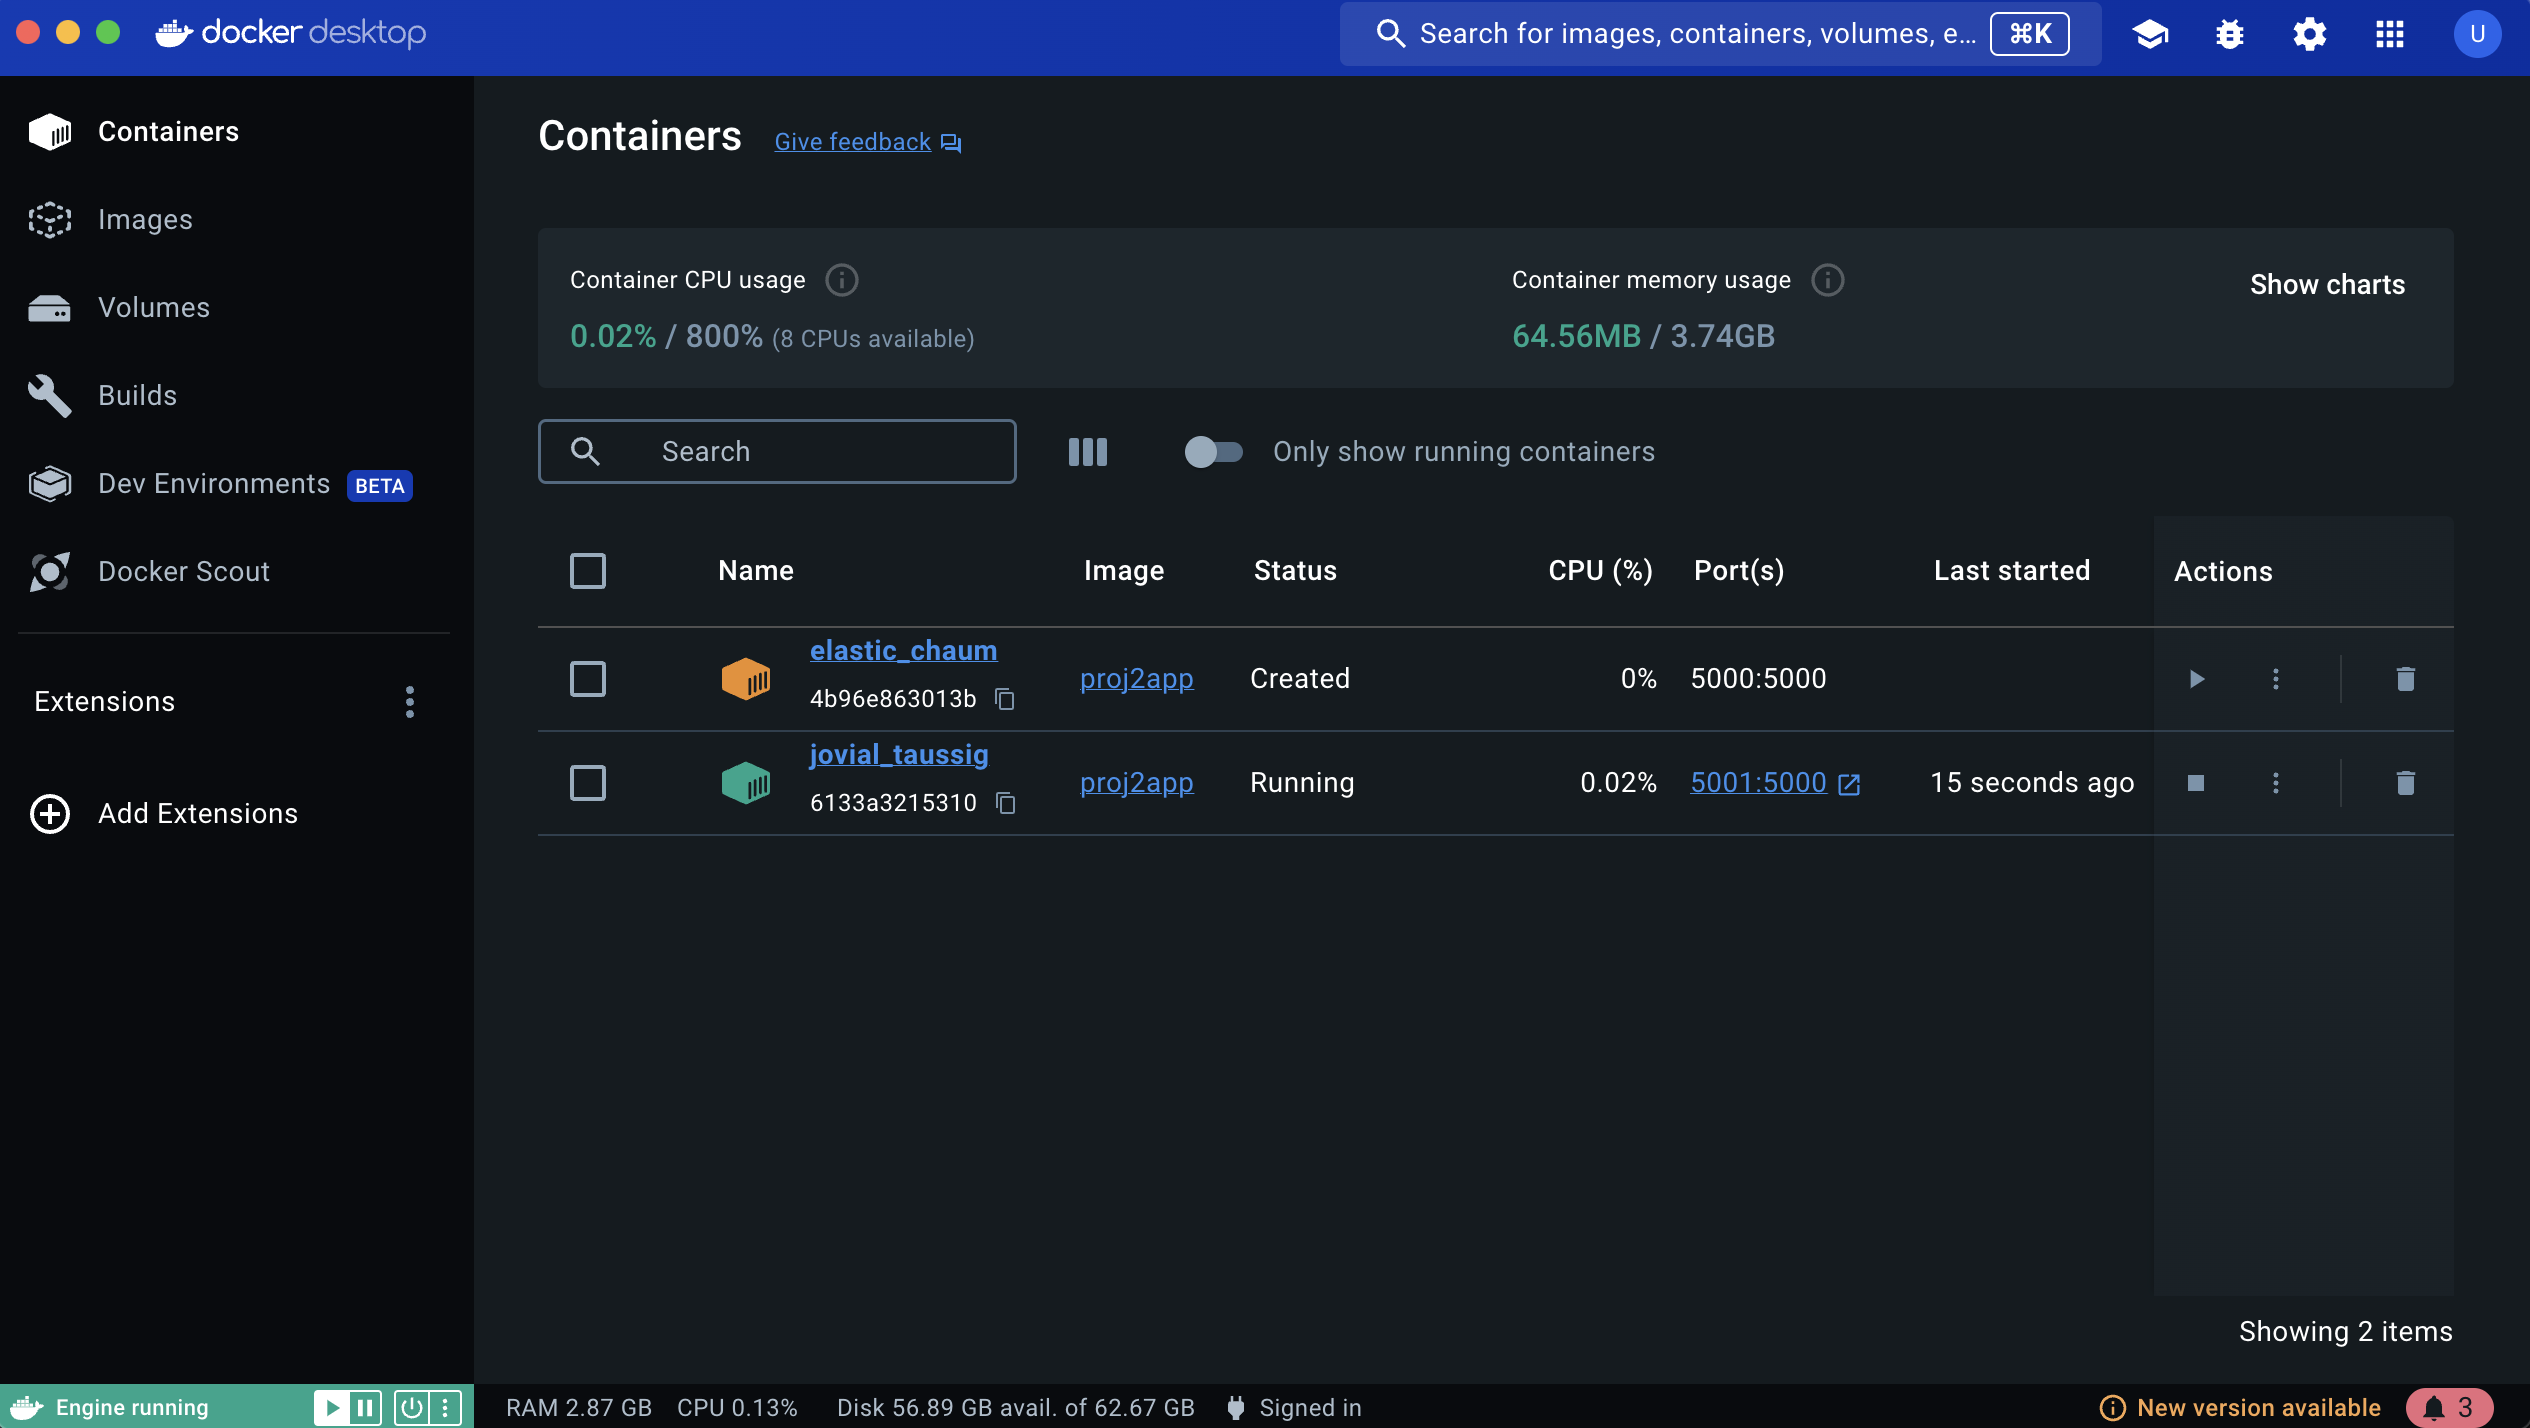 docker desktop
Search for images, containers, volumes, e... ⌘K
U
Containers
Images
Volumes
Builds
Dev Environments BETA
Docker Scout
Extensions
Add Extensions
Containers Give feedback
Container CPU usage
0.02% / 800% (8 CPUs available)
Container memory usage
64.56MB / 3.74GB
Show charts
Search
Only show running containers
Name Image Status CPU (%) Port(s) Last started Actions
elastic_chaum
4b96e863013b
proj2app Created 0% 5000:5000
jovial_taussig
6133a3215310
proj2app Running 0.02% 5001:5000 15 seconds ago
Showing 2 items
Engine running
RAM 2.87 GB CPU 0.13% Disk 56.89 GB avail. of 62.67 GB Signed in
New version available 3